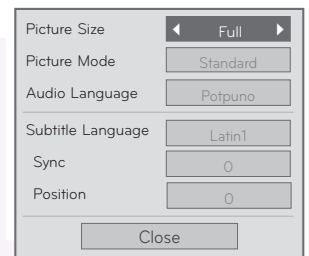 Picture Size ◀ Full ▶
Picture Mode Standard
Audio Language Potpuno
Subtitle Language Latin1
Sync 0
Position 0
Close